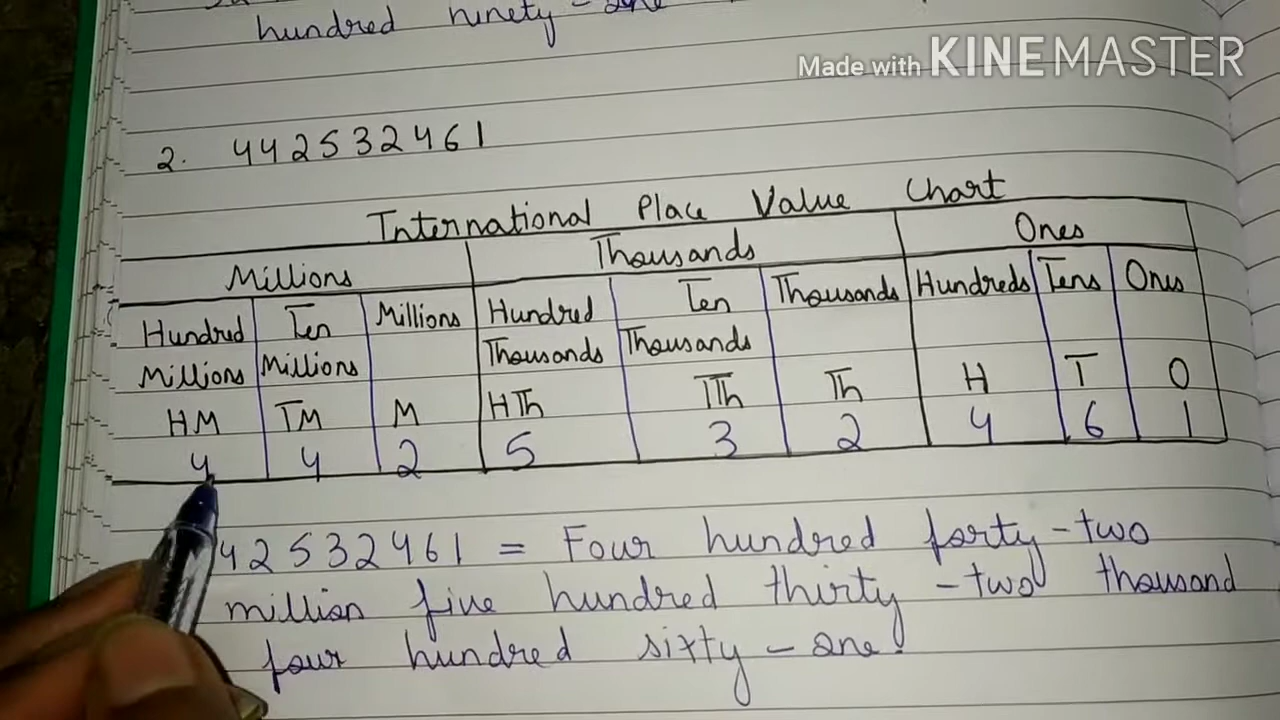 hundred ninety-one
Made with KINEMASTER
2. 442532461
International Place Value Chart
Millions Thousands Ones
Hundred Millions Ten Millions Millions Hundred Thousands Ten Thousands Thousands Hundreds Tens Ones
HM TM M HTh TTh Th H T O
4 4 2 5 3 2 4 6 1
42532461 = Four hundred forty-two
million five hundred thirty-two thousand
four hundred sixty-one.